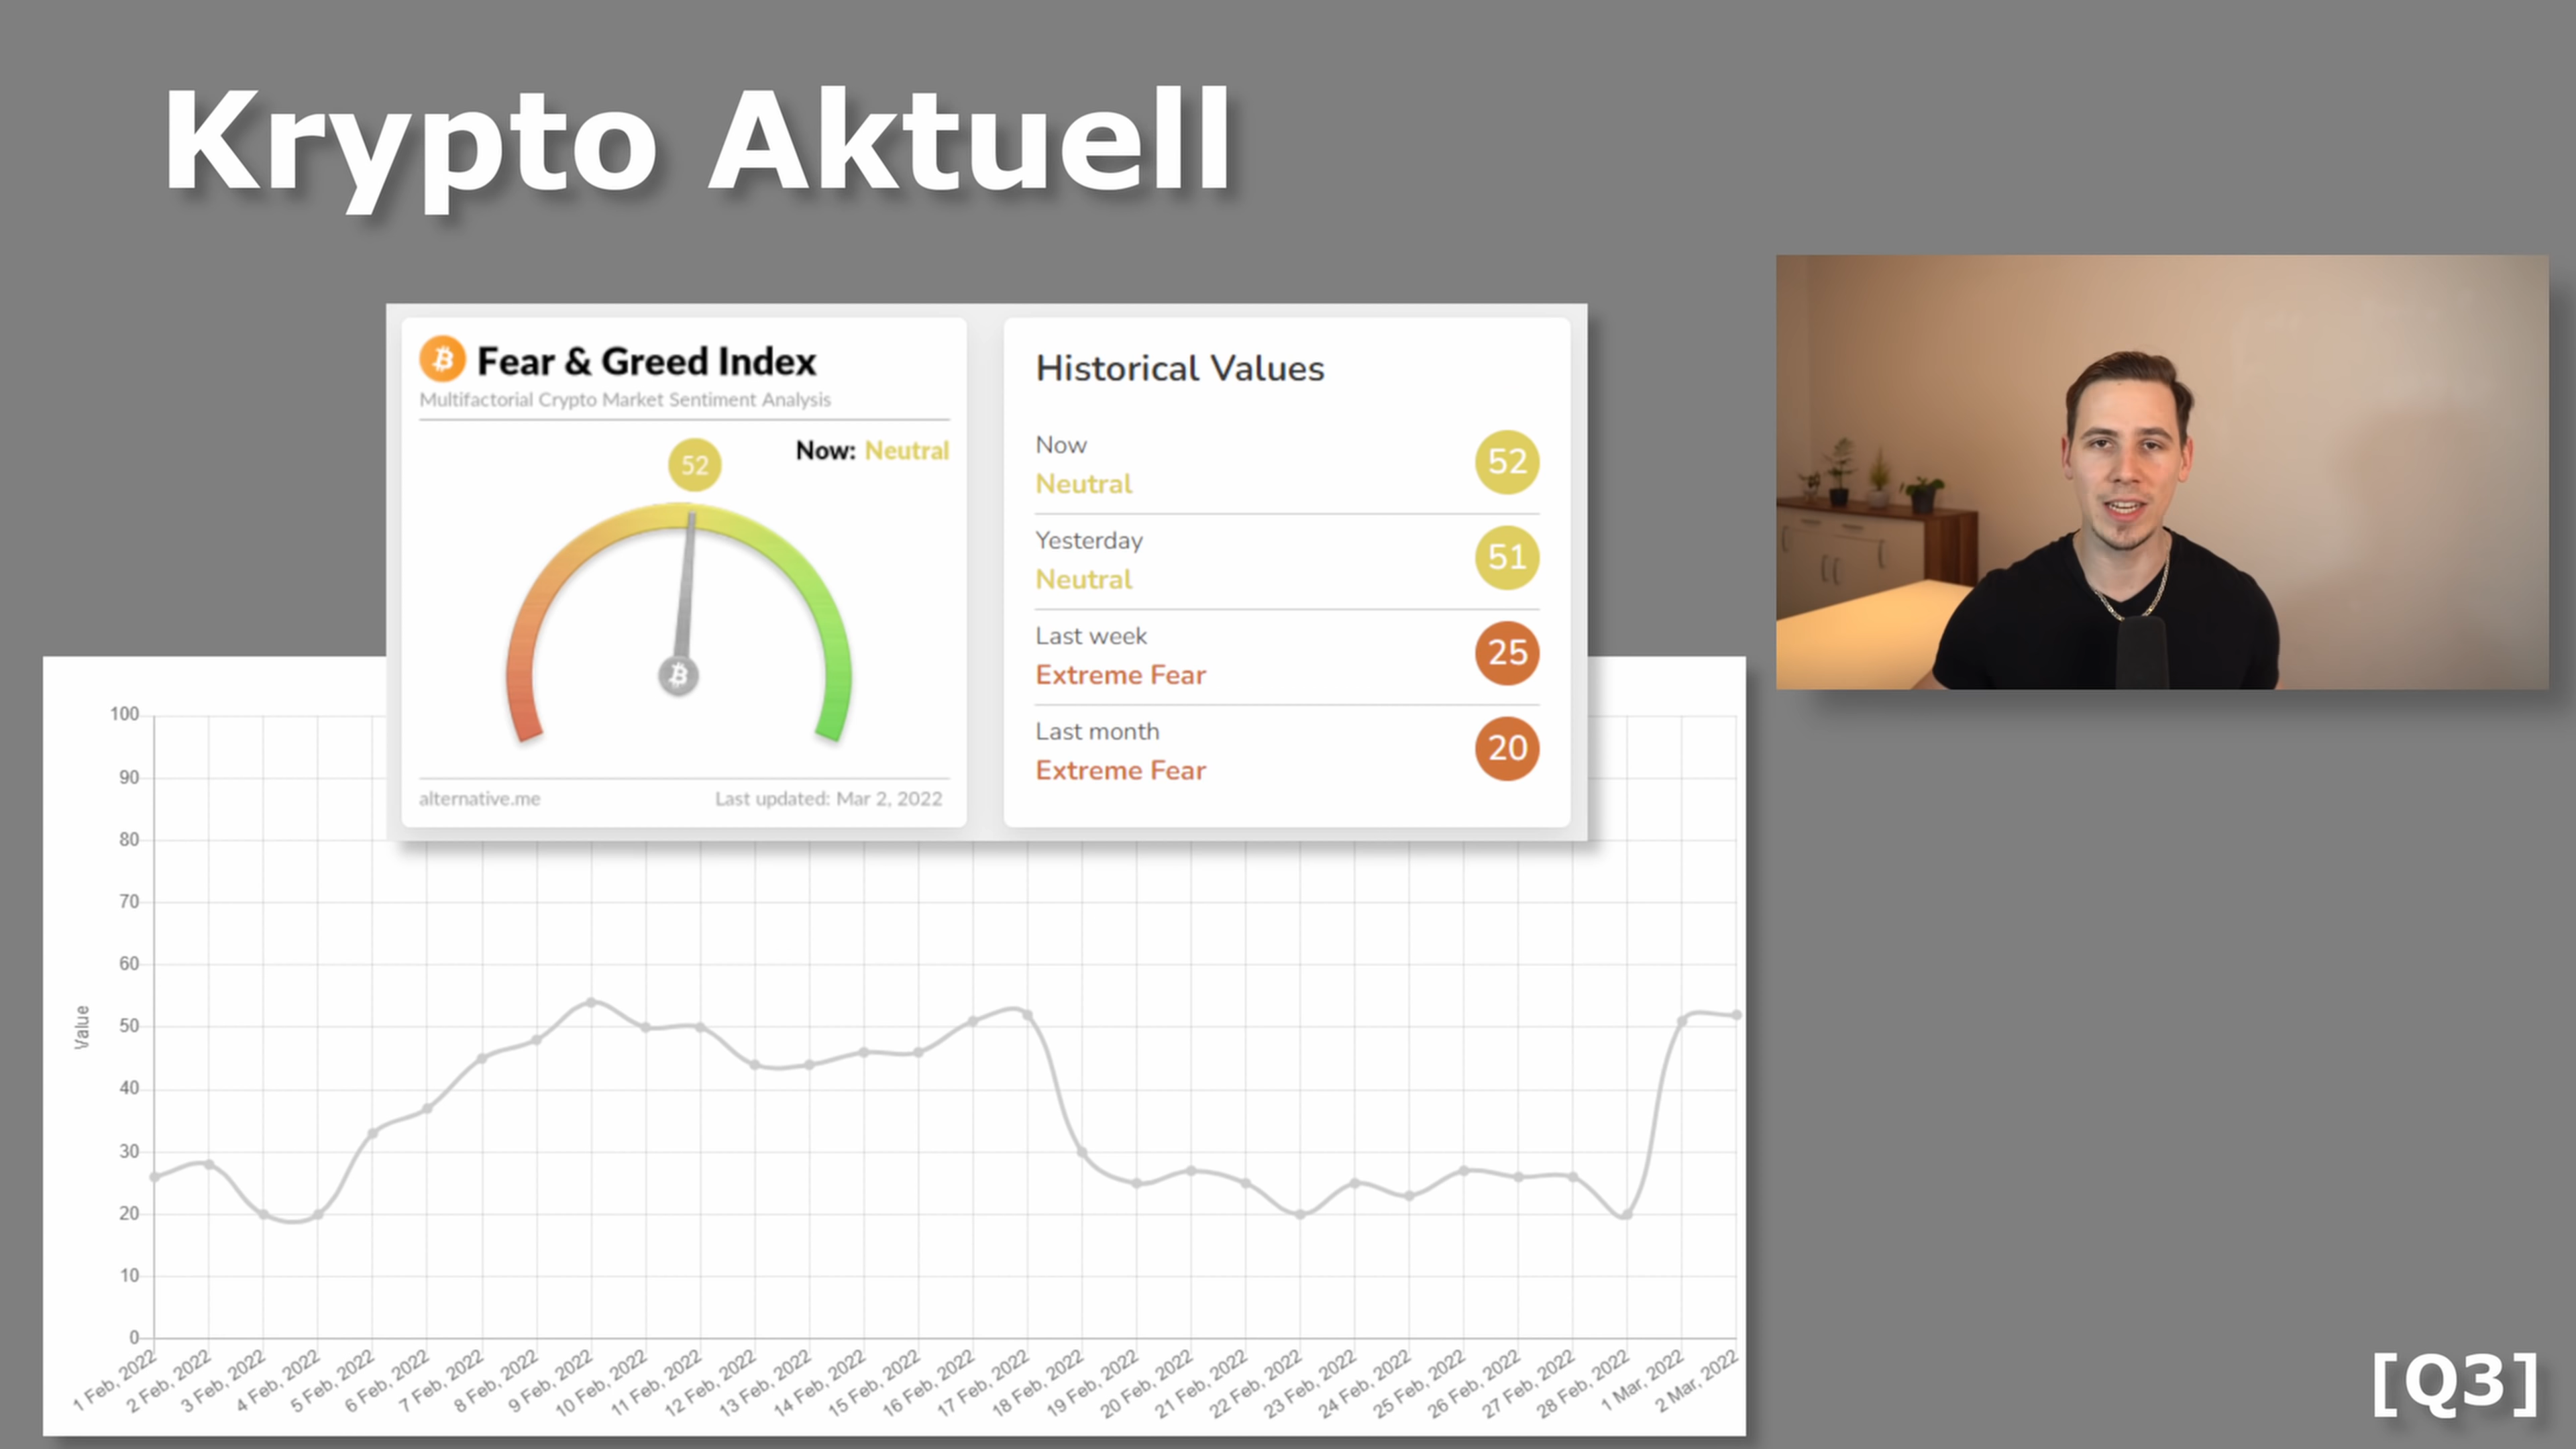 Krypto Aktuell
Fear & Greed Index
Multifactorial Crypto Market Sentiment Analysis
Now: Neutral
52
alternative.me
Last updated: Mar 2, 2022
Historical Values
Now
Neutral
52
Yesterday
Neutral
51
Last week
Extreme Fear
25
Last month
Extreme Fear
20
100
90
80
70
60
50
40
30
20
10
0
Value
1 Feb, 2022
2 Feb, 2022
3 Feb, 2022
4 Feb, 2022
5 Feb, 2022
6 Feb, 2022
7 Feb, 2022
8 Feb, 2022
9 Feb, 2022
10 Feb, 2022
11 Feb, 2022
12 Feb, 2022
13 Feb, 2022
14 Feb, 2022
15 Feb, 2022
16 Feb, 2022
17 Feb, 2022
18 Feb, 2022
19 Feb, 2022
20 Feb, 2022
21 Feb, 2022
22 Feb, 2022
23 Feb, 2022
24 Feb, 2022
25 Feb, 2022
26 Feb, 2022
27 Feb, 2022
28 Feb, 2022
1 Mar, 2022
2 Mar, 2022
[Q3]